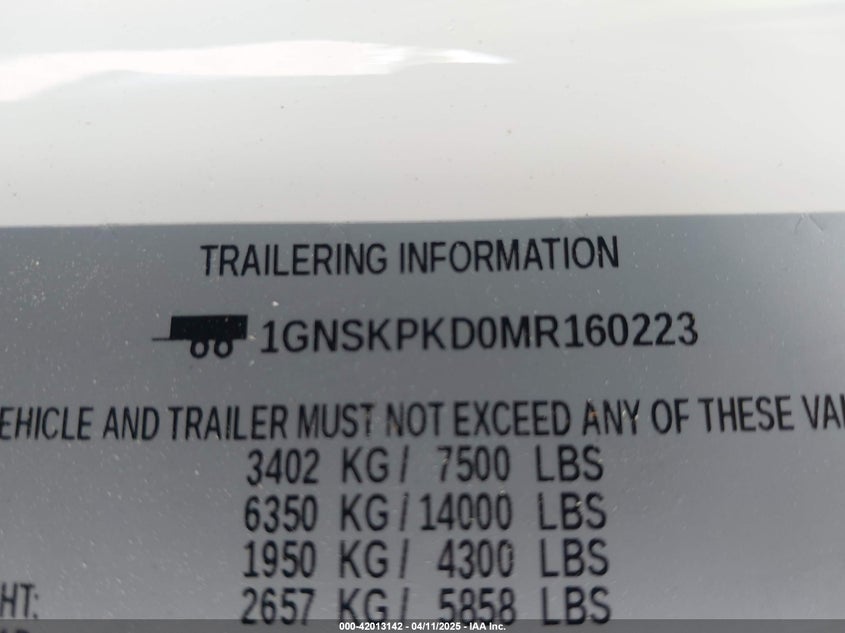 TRAILERING INFORMATION
1GNSKPKD0MR160223
EHICLE AND TRAILER MUST NOT EXCEED ANY OF THESE VAL
3402 KG / 7500 LBS
6350 KG / 14000 LBS
1950 KG / 4300 LBS
HT: 2657 KG / 5858 LBS
000-42013142 - 04/11/2025 - IAA Inc.